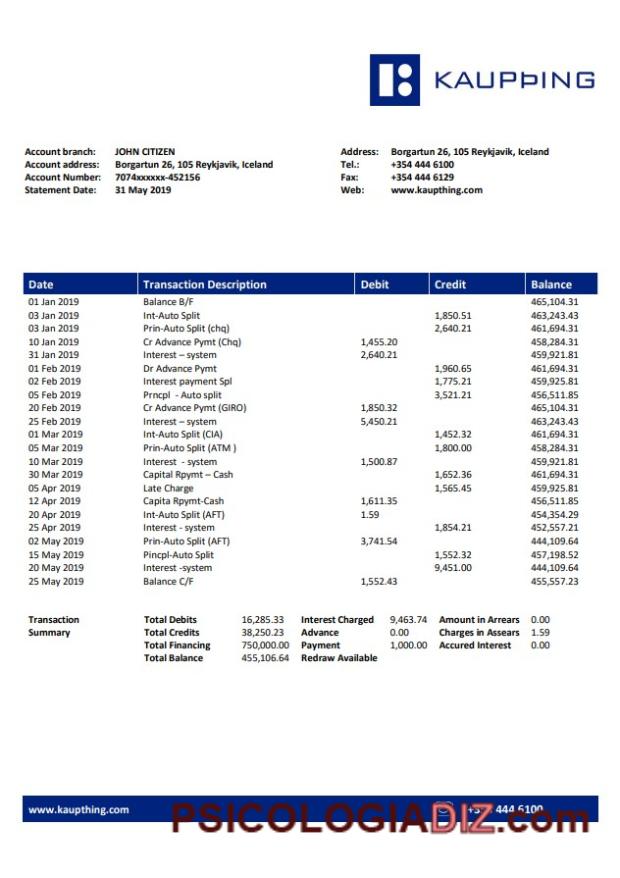 KAUPÞING
Account branch: JOHN CITIZEN
Account address: Borgartun 26, 105 Reykjavik, Iceland
Account Number: 7074xxxxxx-452156
Statement Date: 31 May 2019
Address: Borgartun 26, 105 Reykjavik, Iceland
Tel.: +354 444 6100
Fax: +354 444 6129
Web: www.kaupthing.com
Date Transaction Description Debit Credit Balance
01 Jan 2019 Balance B/F 465,104.31
03 Jan 2019 Int-Auto Split 1,850.51 463,243.43
03 Jan 2019 Prin-Auto Split (chq) 2,640.21 461,694.31
10 Jan 2019 Cr Advance Pymt (Chq) 1,455.20 458,284.31
31 Jan 2019 Interest – system 2,640.21 459,921.81
01 Feb 2019 Dr Advance Pymt 1,960.65 461,694.31
02 Feb 2019 Interest payment Spl 1,775.21 459,925.81
05 Feb 2019 Prncpl - Auto split 3,521.21 456,511.85
20 Feb 2019 Cr Advance Pymt (GIRO) 1,850.32 465,104.31
25 Feb 2019 Interest – system 5,450.21 463,243.43
01 Mar 2019 Int-Auto Split (CIA) 1,452.32 461,694.31
05 Mar 2019 Prin-Auto Split (ATM ) 1,800.00 458,284.31
10 Mar 2019 Interest - system 1,500.87 459,921.81
30 Mar 2019 Capital Rpymt – Cash 1,652.36 461,694.31
05 Apr 2019 Late Charge 1,565.45 459,925.81
12 Apr 2019 Capita Rpymt-Cash 1,611.35 456,511.85
20 Apr 2019 Int-Auto Split (AFT) 1.59 454,354.29
25 Apr 2019 Interest - system 1,854.21 452,557.21
02 May 2019 Prin-Auto Split (AFT) 3,741.54 444,109.64
15 May 2019 Pincpl-Auto Split 1,552.32 457,198.52
20 May 2019 Interest -system 9,451.00 444,109.64
25 May 2019 Balance C/F 1,552.43 455,557.23
Transaction Total Debits 16,285.33 Interest Charged 9,463.74 Amount in Arrears 0.00
Summary Total Credits 38,250.23 Advance 0.00 Charges in Assears 1.59
Total Financing 750,000.00 Payment 1,000.00 Accured Interest 0.00
Total Balance 455,106.64 Redraw Available
www.kaupthing.com 444 6100
PSICOLOGIADIZ.com